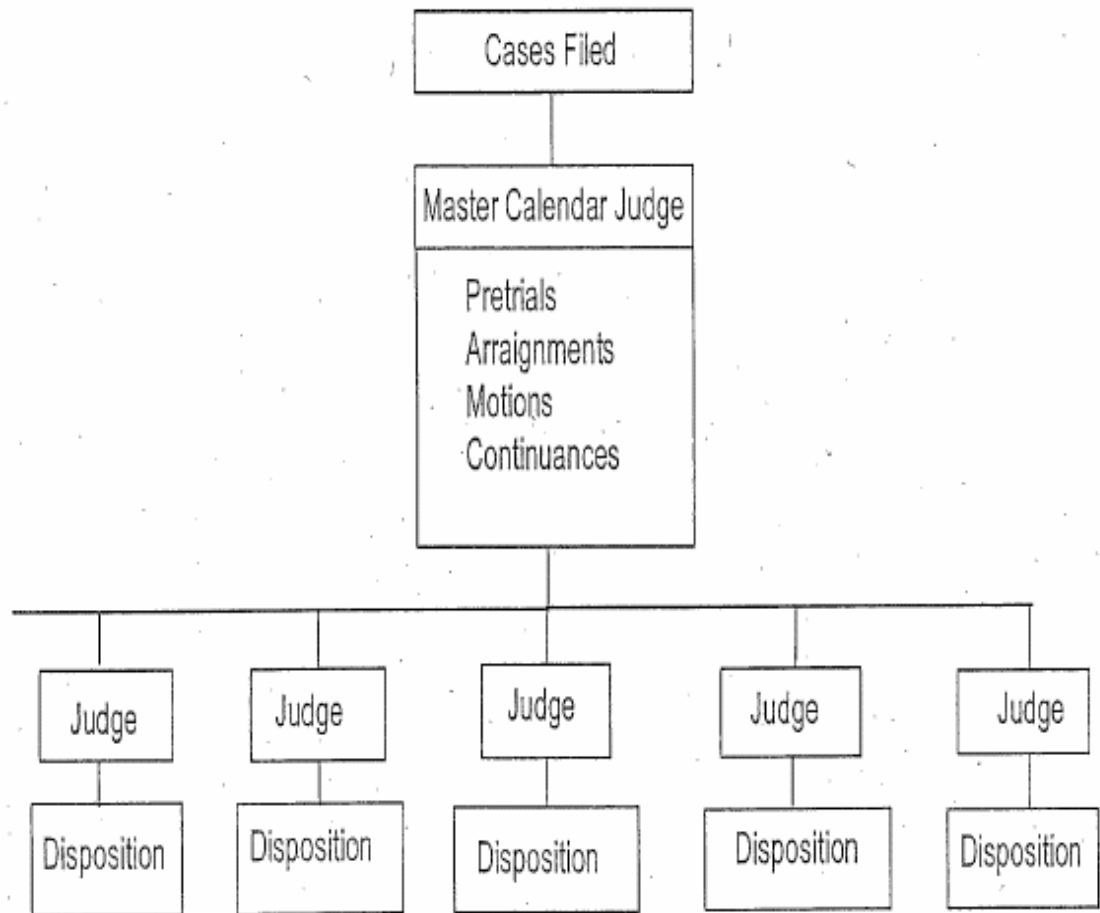 Cases Filed
Master Calendar Judge
Pretrials
Arraignments
Motions
Continuances
Judge
Judge
Judge
Judge
Judge
Disposition
Disposition
Disposition
Disposition
Disposition